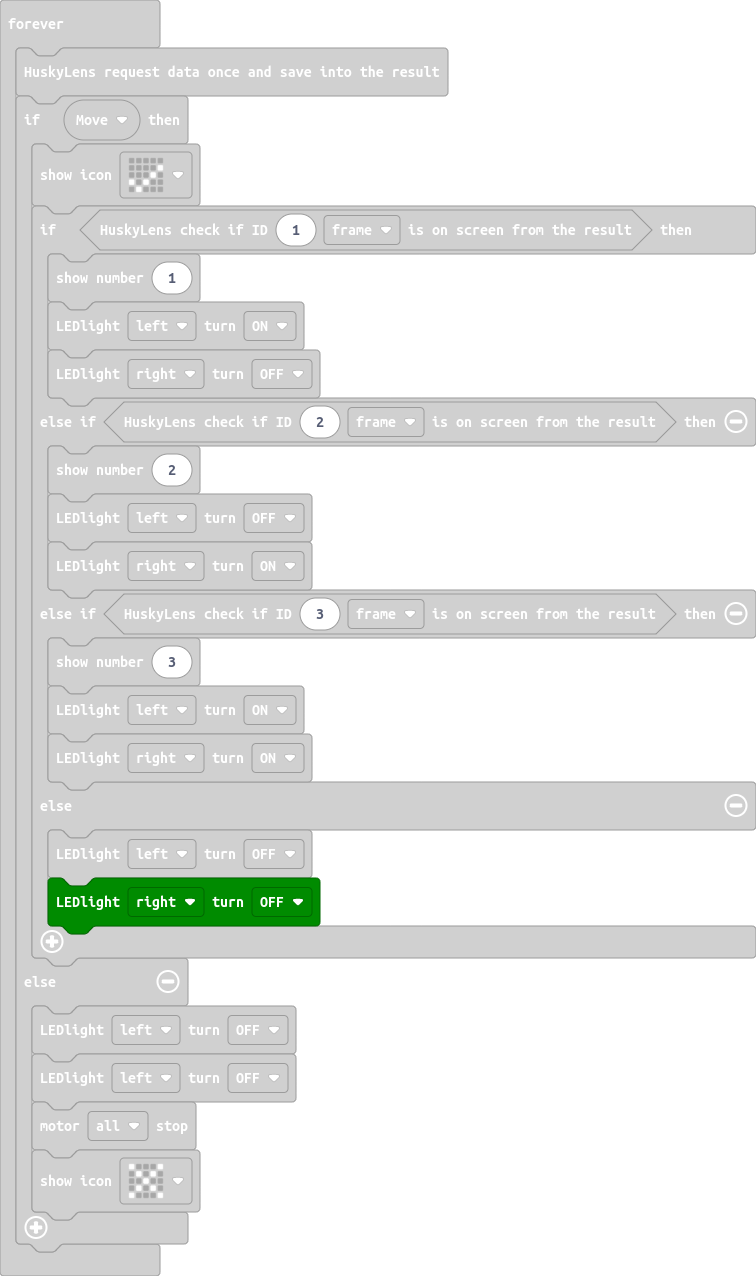 forever
HuskyLens request data once and save into the result
if Move then
show icon
if HuskyLens check if ID 1 frame is on screen from the result then
show number 1
LEDlight left turn ON
LEDlight right turn OFF
else if HuskyLens check if ID 2 frame is on screen from the result then
show number 2
LEDlight left turn OFF
LEDlight right turn ON
else if HuskyLens check if ID 3 frame is on screen from the result then
show number 3
LEDlight left turn ON
LEDlight right turn ON
else
LEDlight left turn OFF
LEDlight right turn OFF
else
LEDlight left turn OFF
LEDlight left turn OFF
motor all stop
show icon